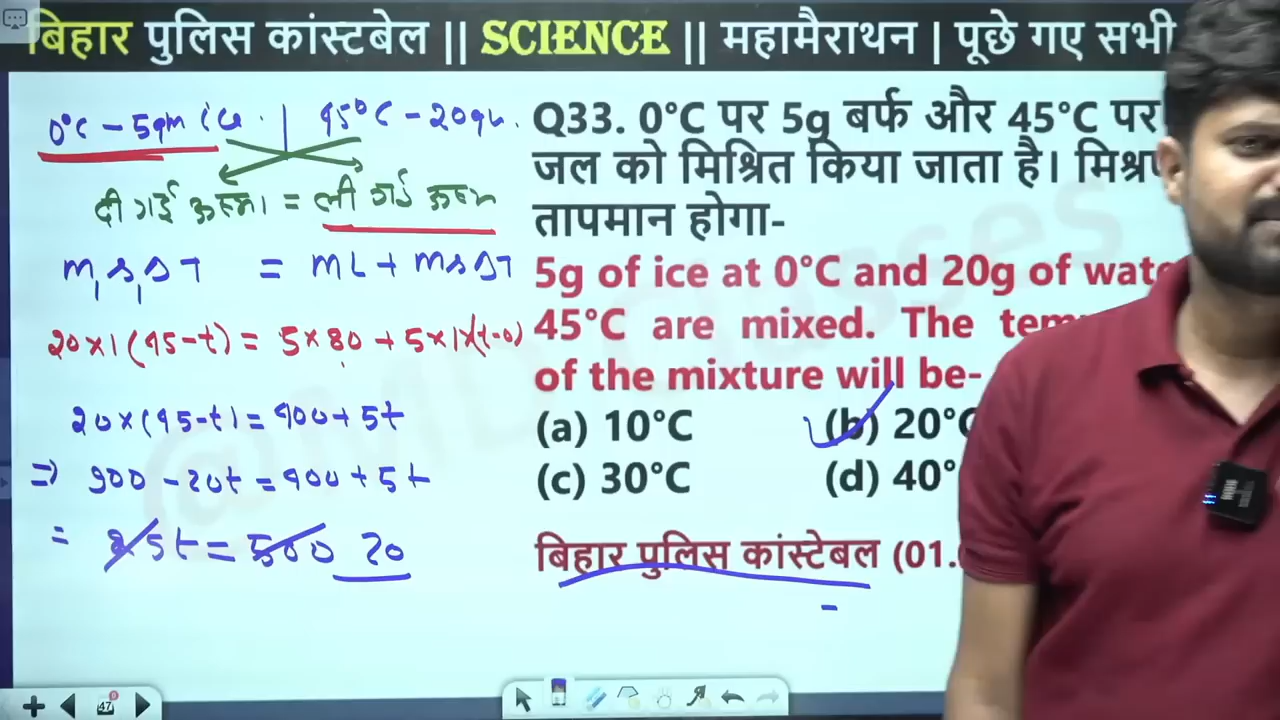 बिहार पुलिस कांस्टेबेल || SCIENCE || महामैराथन | पूछे गए सभी
0°C - 5gm ice. | 45°C - 20gm.
दी गई ऊष्मा = ली गई ऊष्मा
m₁s₁ΔT = mL + msΔT
20×1(45-t) = 5×80 + 5×1×(t-0)
20×(45-t) = 400+5t
⇒ 900 - 20t = 400 + 5t
= 25t = 500 20
Q33. 0°C पर 5g बर्फ और 45°C पर
जल को मिश्रित किया जाता है। मिश्रण
तापमान होगा-
5g of ice at 0°C and 20g of wate
45°C are mixed. The tem
of the mixture will be-
(a) 10°C (b) 20°C
(c) 30°C (d) 40°
बिहार पुलिस कांस्टेबल (01.
47